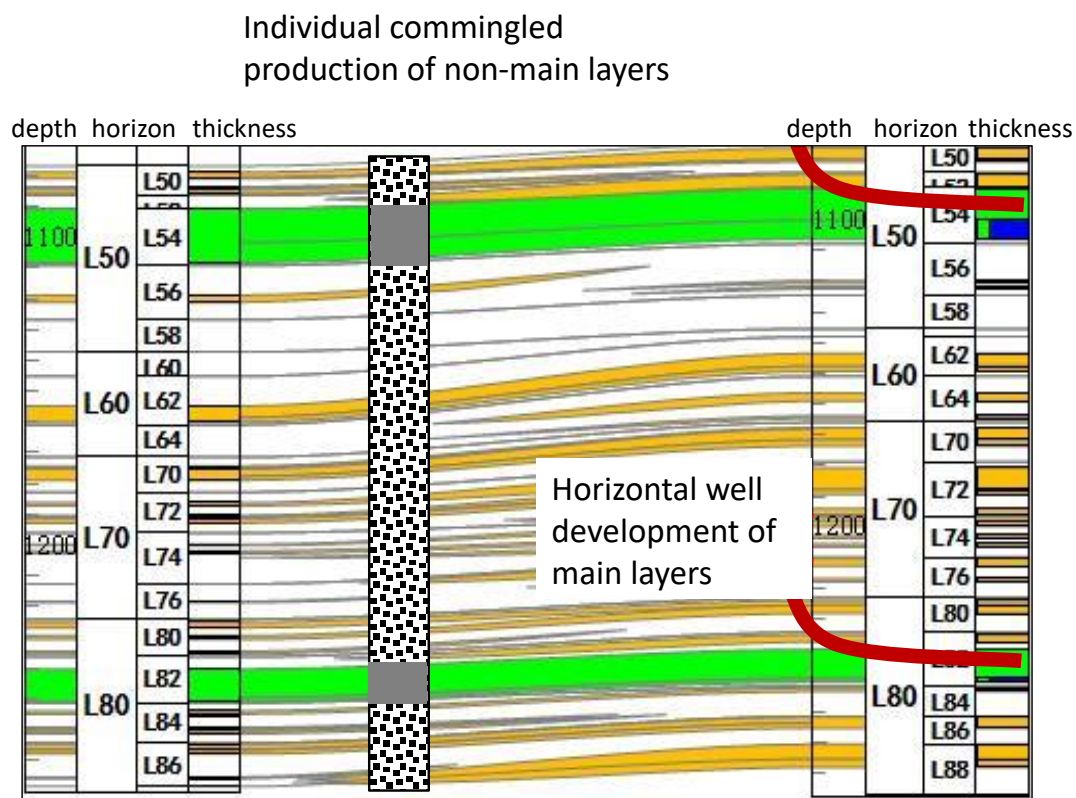 Individual commingled
production of non-main layers
depth horizon thickness
depth horizon thickness
L50
L54
L56
L58
L60
L62
L64
L70
L72
L74
L76
L80
L82
L84
L86
1100
1200
L50
L60
L70
L80
Horizontal well
development of
main layers
1100
1200
L50
L60
L70
L80
L50
L54
L56
L58
L62
L64
L70
L72
L74
L76
L80
L84
L86
L88